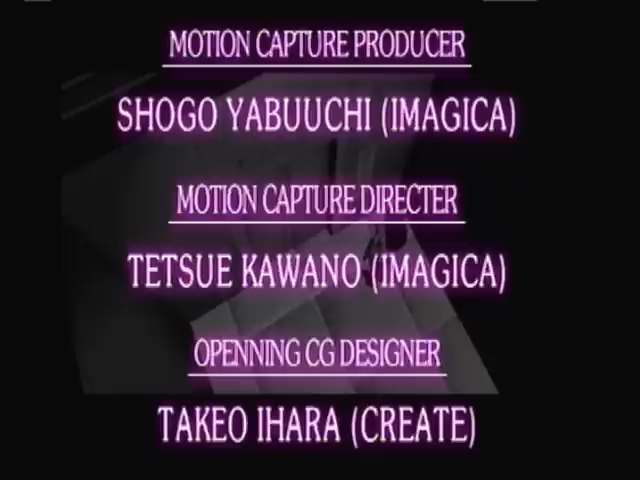 MOTION CAPTURE PRODUCER
SHOGO YABUUCHI (IMAGICA)
MOTION CAPTURE DIRECTER
TETSUE KAWANO (IMAGICA)
OPENNING CG DESIGNER
TAKEO IHARA (CREATE)